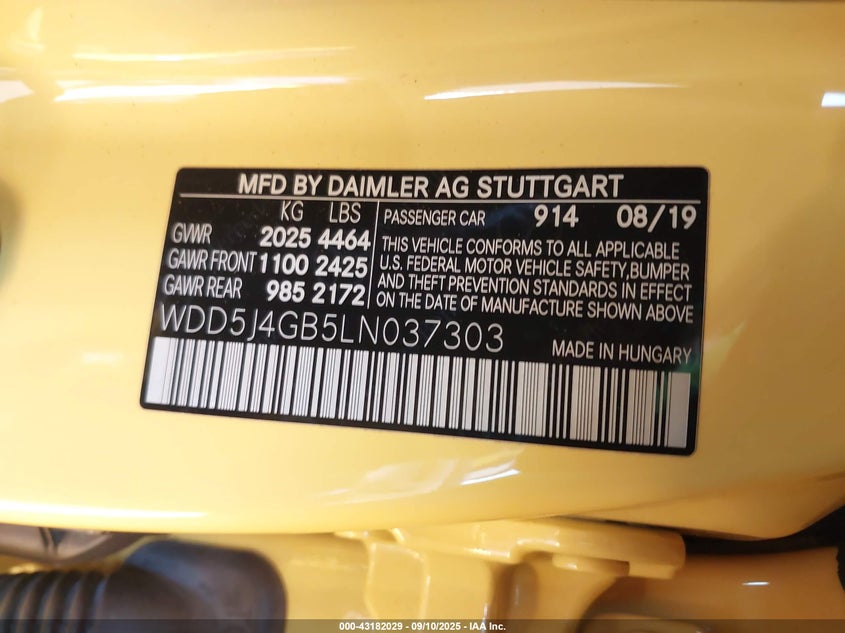 MFD BY DAIMLER AG STUTTGART
KG LBS
GVWR 2025 4464
GAWR FRONT 1100 2425
GAWR REAR 985 2172
PASSENGER CAR 914 08/19
THIS VEHICLE CONFORMS TO ALL APPLICABLE
U.S. FEDERAL MOTOR VEHICLE SAFETY, BUMPER
AND THEFT PREVENTION STANDARDS IN EFFECT
ON THE DATE OF MANUFACTURE SHOWN ABOVE
WDD5J4GB5LN037303
MADE IN HUNGARY
000-43182029 - 09/10/2025 - IAA Inc.